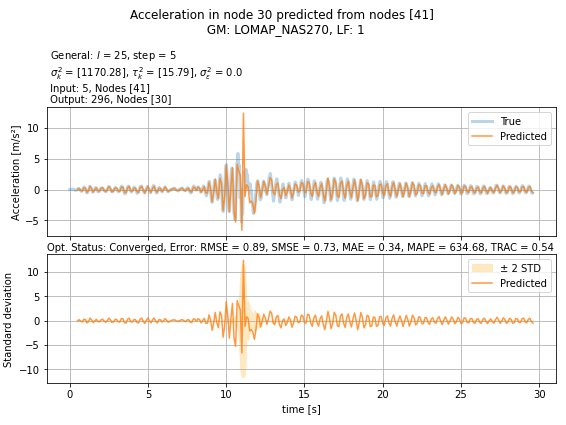 Acceleration in node 30 predicted from nodes [41]
GM: LOMAP_NAS270, LF: 1
General: l = 25, step = 5
σ²ₖ = [1170.28], τ²ₖ = [15.79], σ²ε = 0.0
Input: 5, Nodes [41]
Output: 296, Nodes [30]
Acceleration [m/s²]
10
5
0
−5
True
Predicted
Opt. Status: Converged, Error: RMSE = 0.89, SMSE = 0.73, MAE = 0.34, MAPE = 634.68, TRAC = 0.54
Standard deviation
10
5
0
−5
−10
± 2 STD
Predicted
0 5 10 15 20 25 30
time [s]